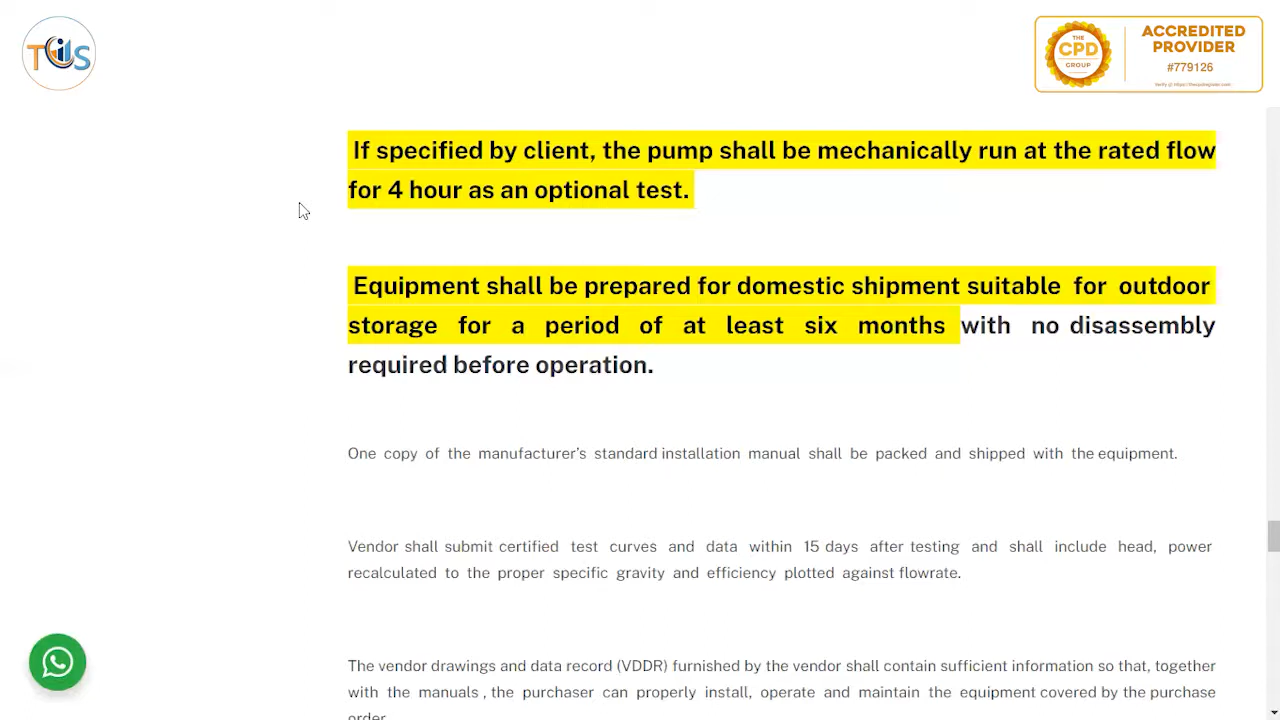 TCiS
THE
CPD
GROUP
ACCREDITED
PROVIDER
#779126
If specified by client, the pump shall be mechanically run at the rated flow
for 4 hour as an optional test.
Equipment shall be prepared for domestic shipment suitable for outdoor
storage for a period of at least six months with no disassembly
required before operation.
One copy of the manufacturer’s standard installation manual shall be packed and shipped with the equipment.
Vendor shall submit certified test curves and data within 15 days after testing and shall include head, power
recalculated to the proper specific gravity and efficiency plotted against flowrate.
The vendor drawings and data record (VDDR) furnished by the vendor shall contain sufficient information so that, together
with the manuals , the purchaser can properly install, operate and maintain the equipment covered by the purchase
order